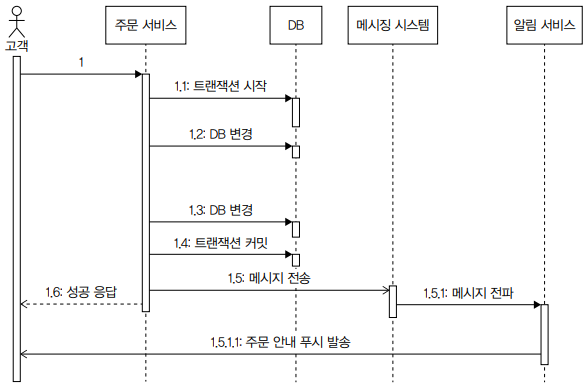 고객
주문 서비스
DB
메시징 시스템
알림 서비스
1
1.1: 트랜잭션 시작
1.2: DB 변경
1.3: DB 변경
1.4: 트랜잭션 커밋
1.5: 메시지 전송
1.6: 성공 응답
1.5.1: 메시지 전파
1.5.1.1: 주문 안내 푸시 발송